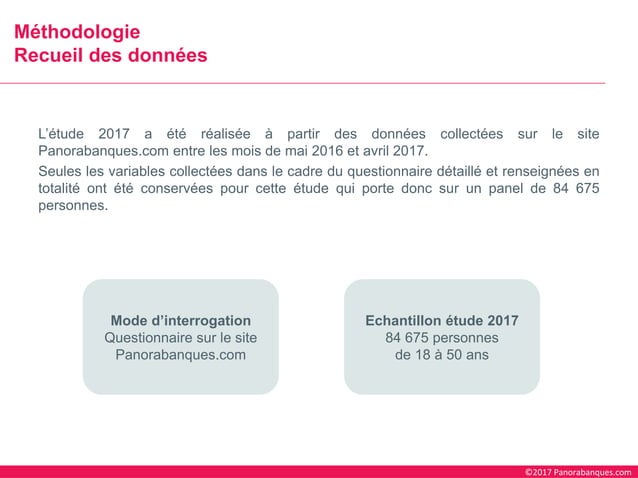 Méthodologie
Recueil des données
L’étude 2017 a été réalisée à partir des données collectées sur le site
Panorabanques.com entre les mois de mai 2016 et avril 2017.
Seules les variables collectées dans le cadre du questionnaire détaillé et renseignées en
totalité ont été conservées pour cette étude qui porte donc sur un panel de 84 675
personnes.
Mode d’interrogation
Questionnaire sur le site
Panorabanques.com
Echantillon étude 2017
84 675 personnes
de 18 à 50 ans
©2017 Panorabanques.com